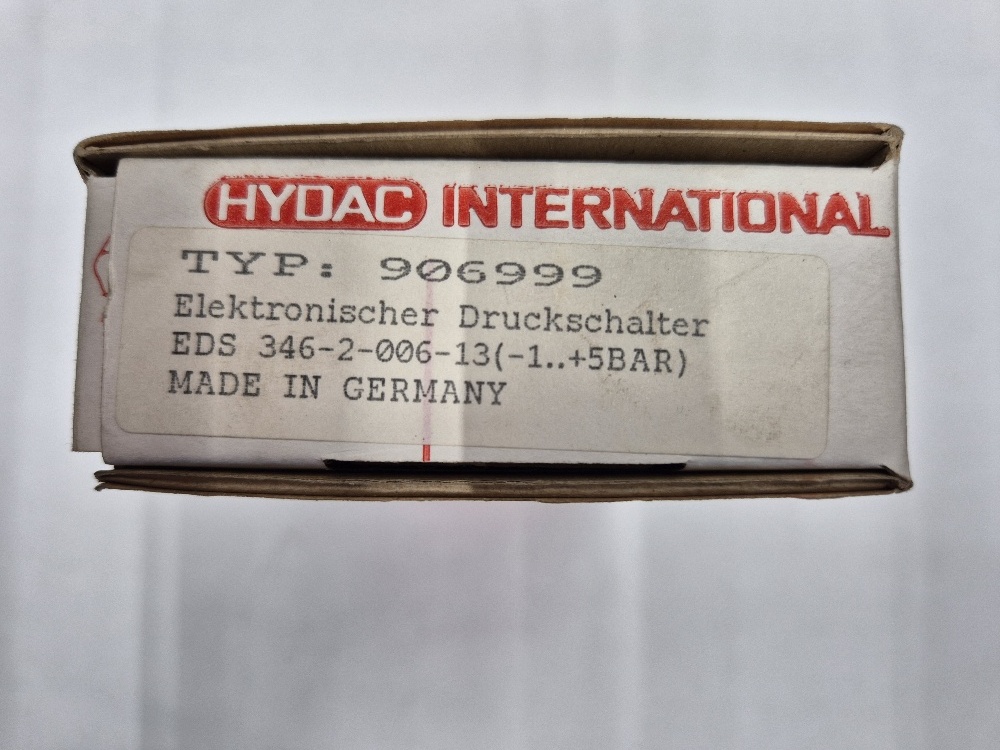 HYDAC INTERNATIONAL
TYP: 906999
Elektronischer Druckschalter
EDS 346-2-006-13(-1..+5BAR)
MADE IN GERMANY